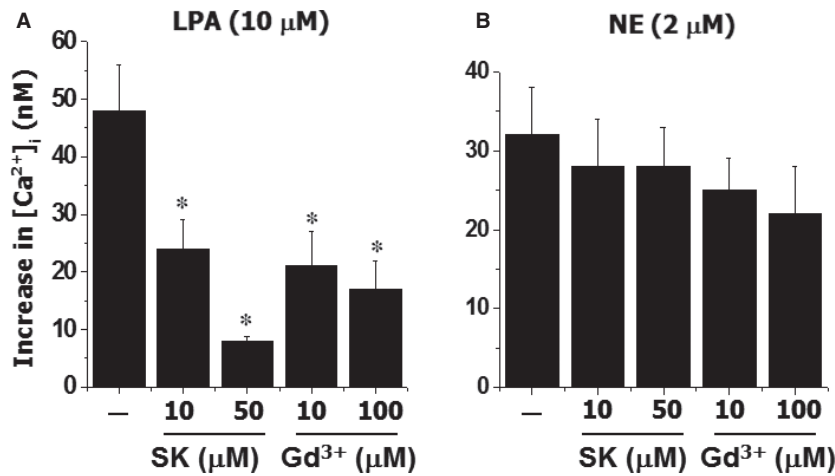 A
LPA (10 µM)
Increase in [Ca²⁺]ᵢ (nM)
60
50
40
30
20
10
0
*
*
*
*
— 10 50 10 100
SK (µM) Gd³⁺ (µM)
B
NE (2 µM)
40
30
20
10
0
— 10 50 10 100
SK (µM) Gd³⁺ (µM)